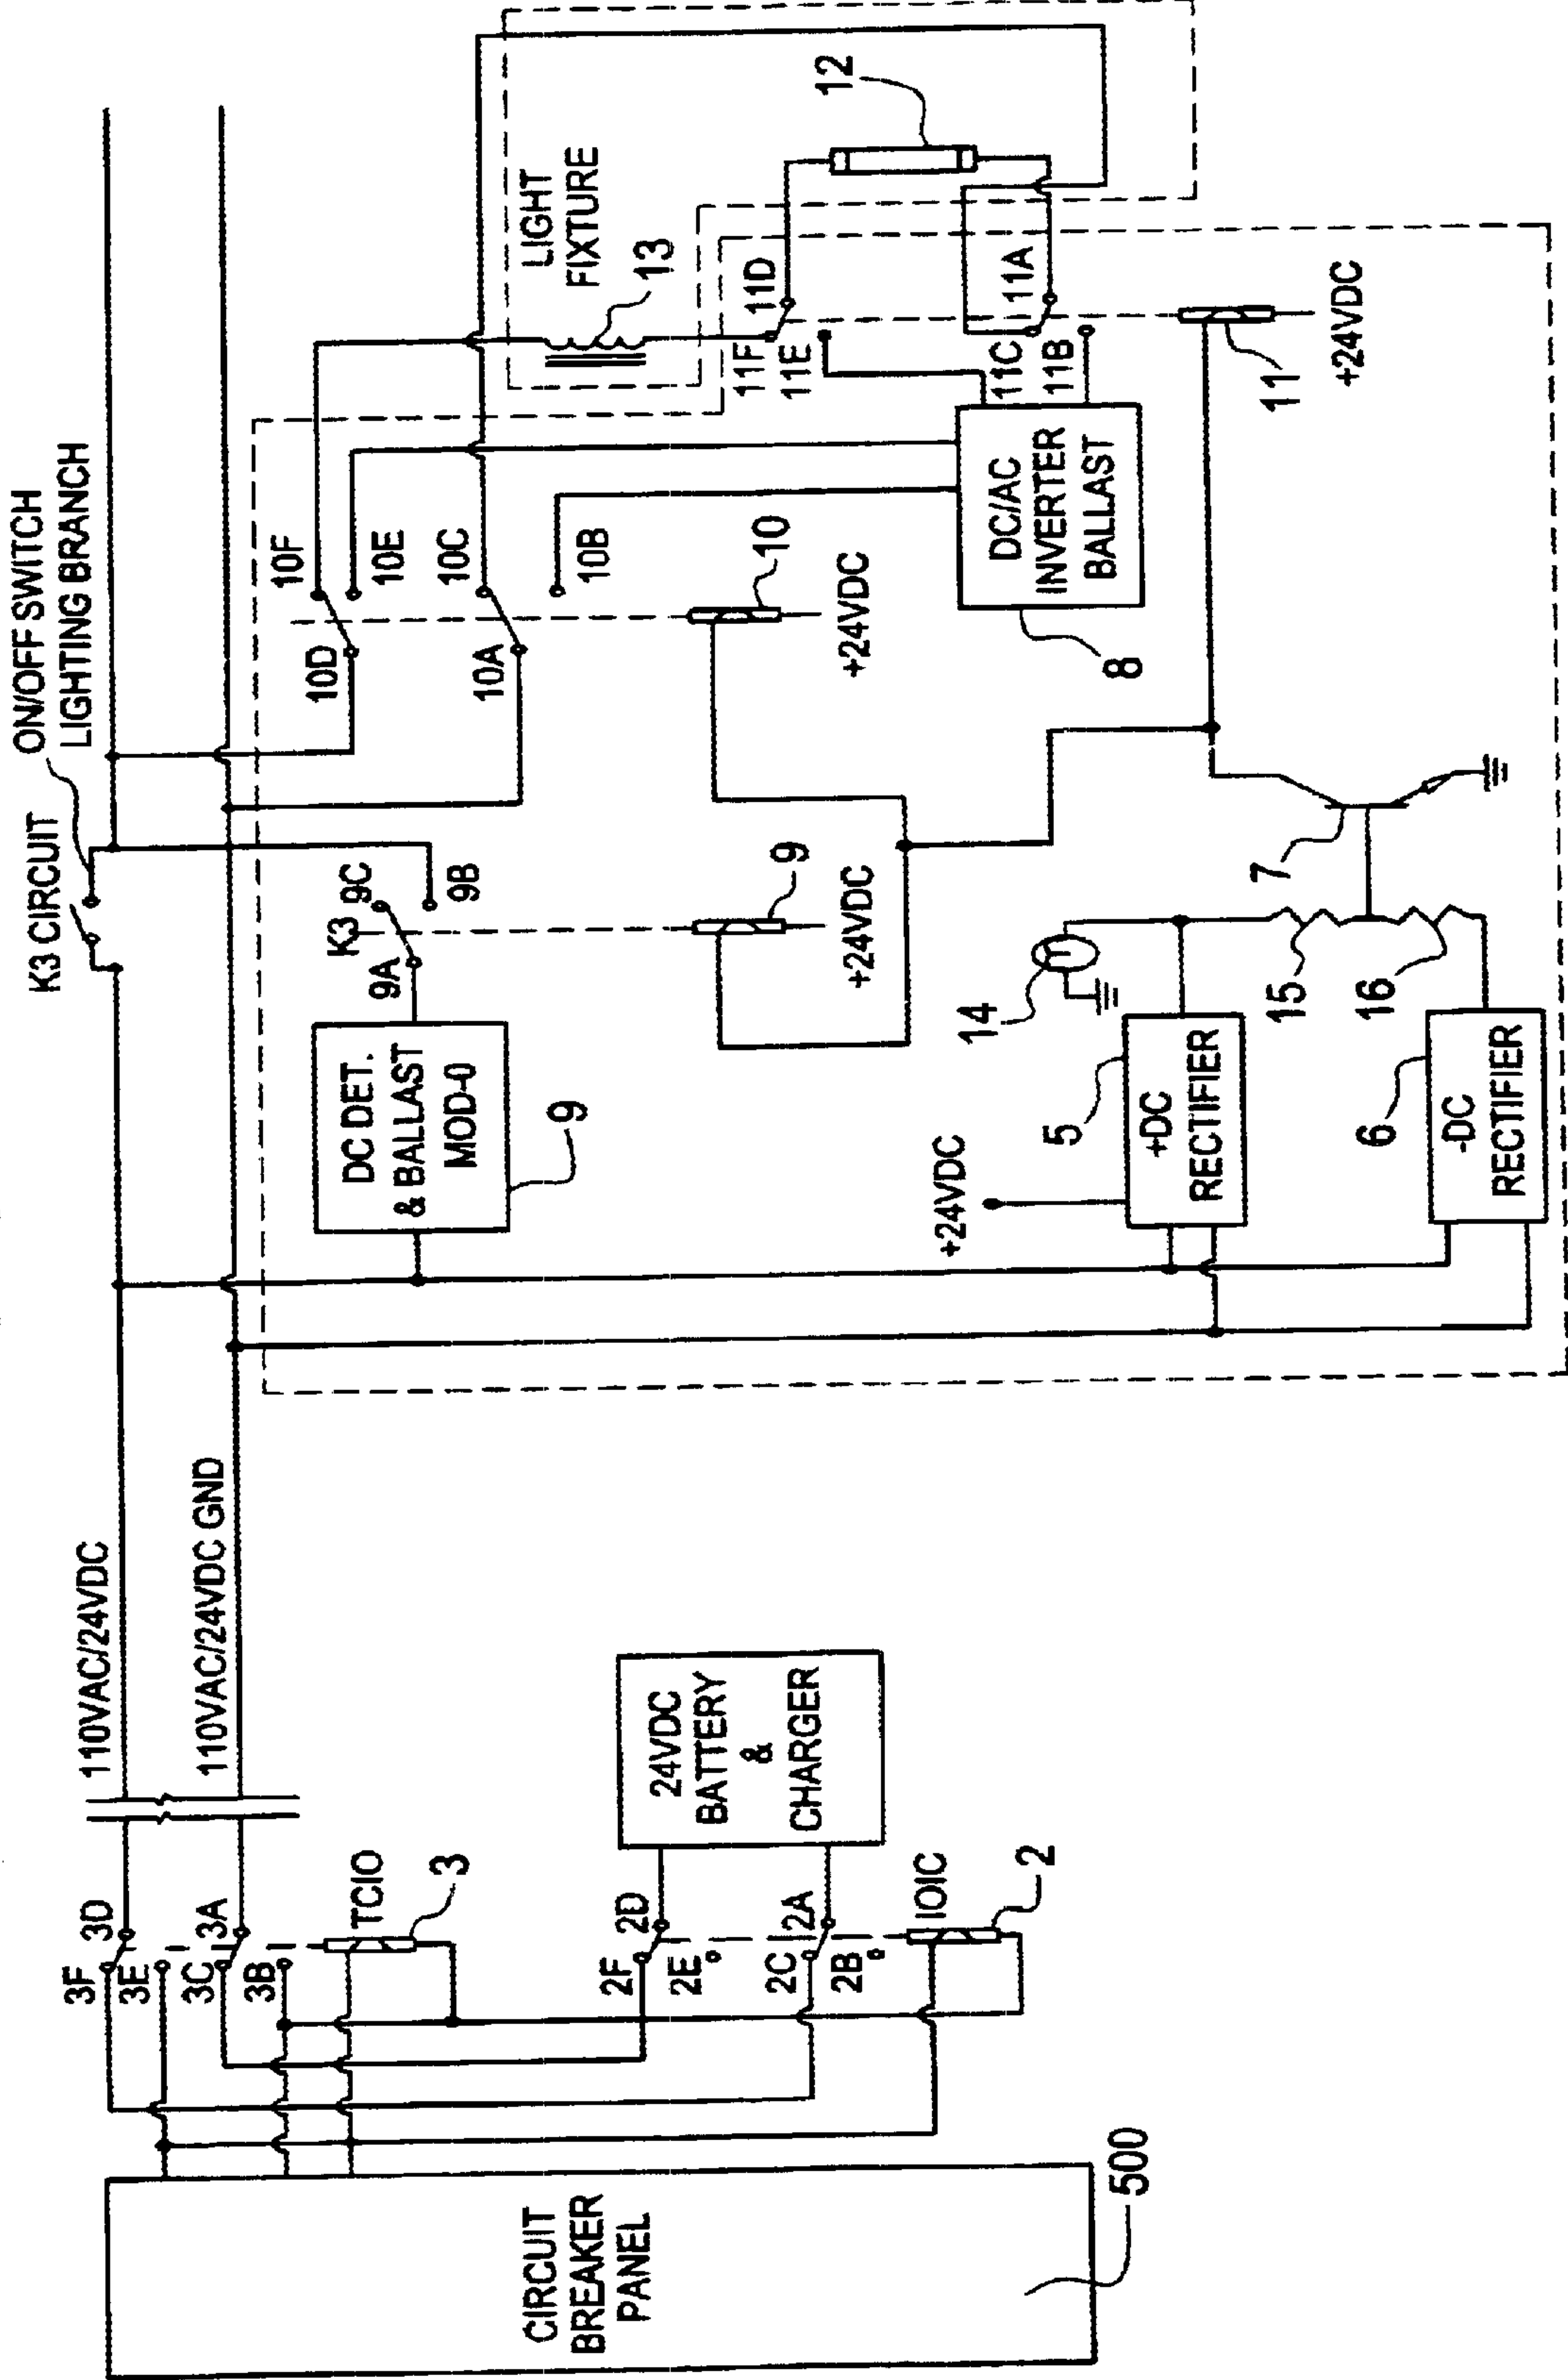 K3 CIRCUIT
ON/OFF SWITCH
LIGHTING BRANCH
110VAC/24VDC
110VAC/24VDC GND
3F
3D
3E
3C
3A
3B
TCIO
3
2F
2D
2E
2C
2A
2B
IOIC
2
24VDC
BATTERY
&
CHARGER
CIRCUIT
BREAKER
PANEL
500
DC DET.
& BALLAST
MOD-0
9
K3
9A
9C
9B
9
+24VDC
10D
10F
10E
10A
10C
10B
10
+24VDC
LIGHT
FIXTURE
13
12
11F
11D
11E
11C
11A
11B
11
+24VDC
DC/AC
INVERTER
BALLAST
8
7
14
15
16
+24VDC
5
+DC
RECTIFIER
6
-DC
RECTIFIER